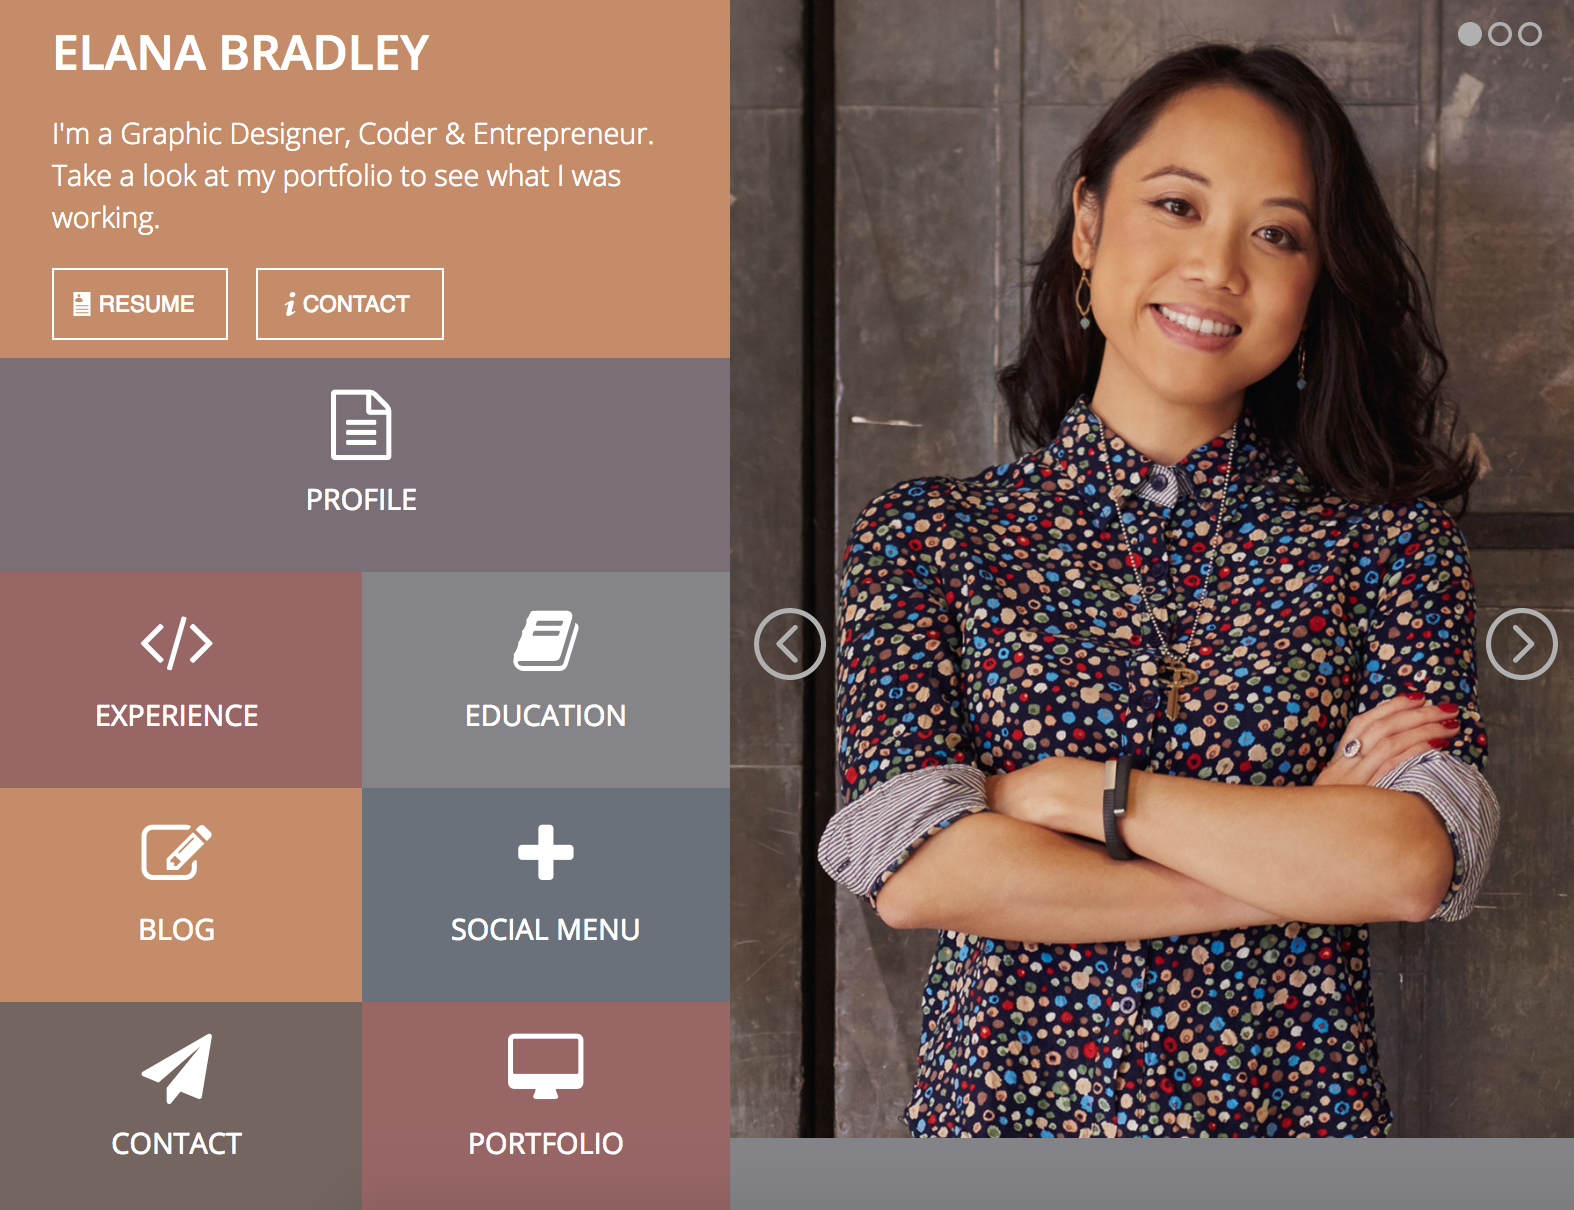 ELANA BRADLEY
I'm a Graphic Designer, Coder & Entrepreneur.
Take a look at my portfolio to see what I was
working.
RESUME
CONTACT
PROFILE
EXPERIENCE
EDUCATION
BLOG
SOCIAL MENU
CONTACT
PORTFOLIO